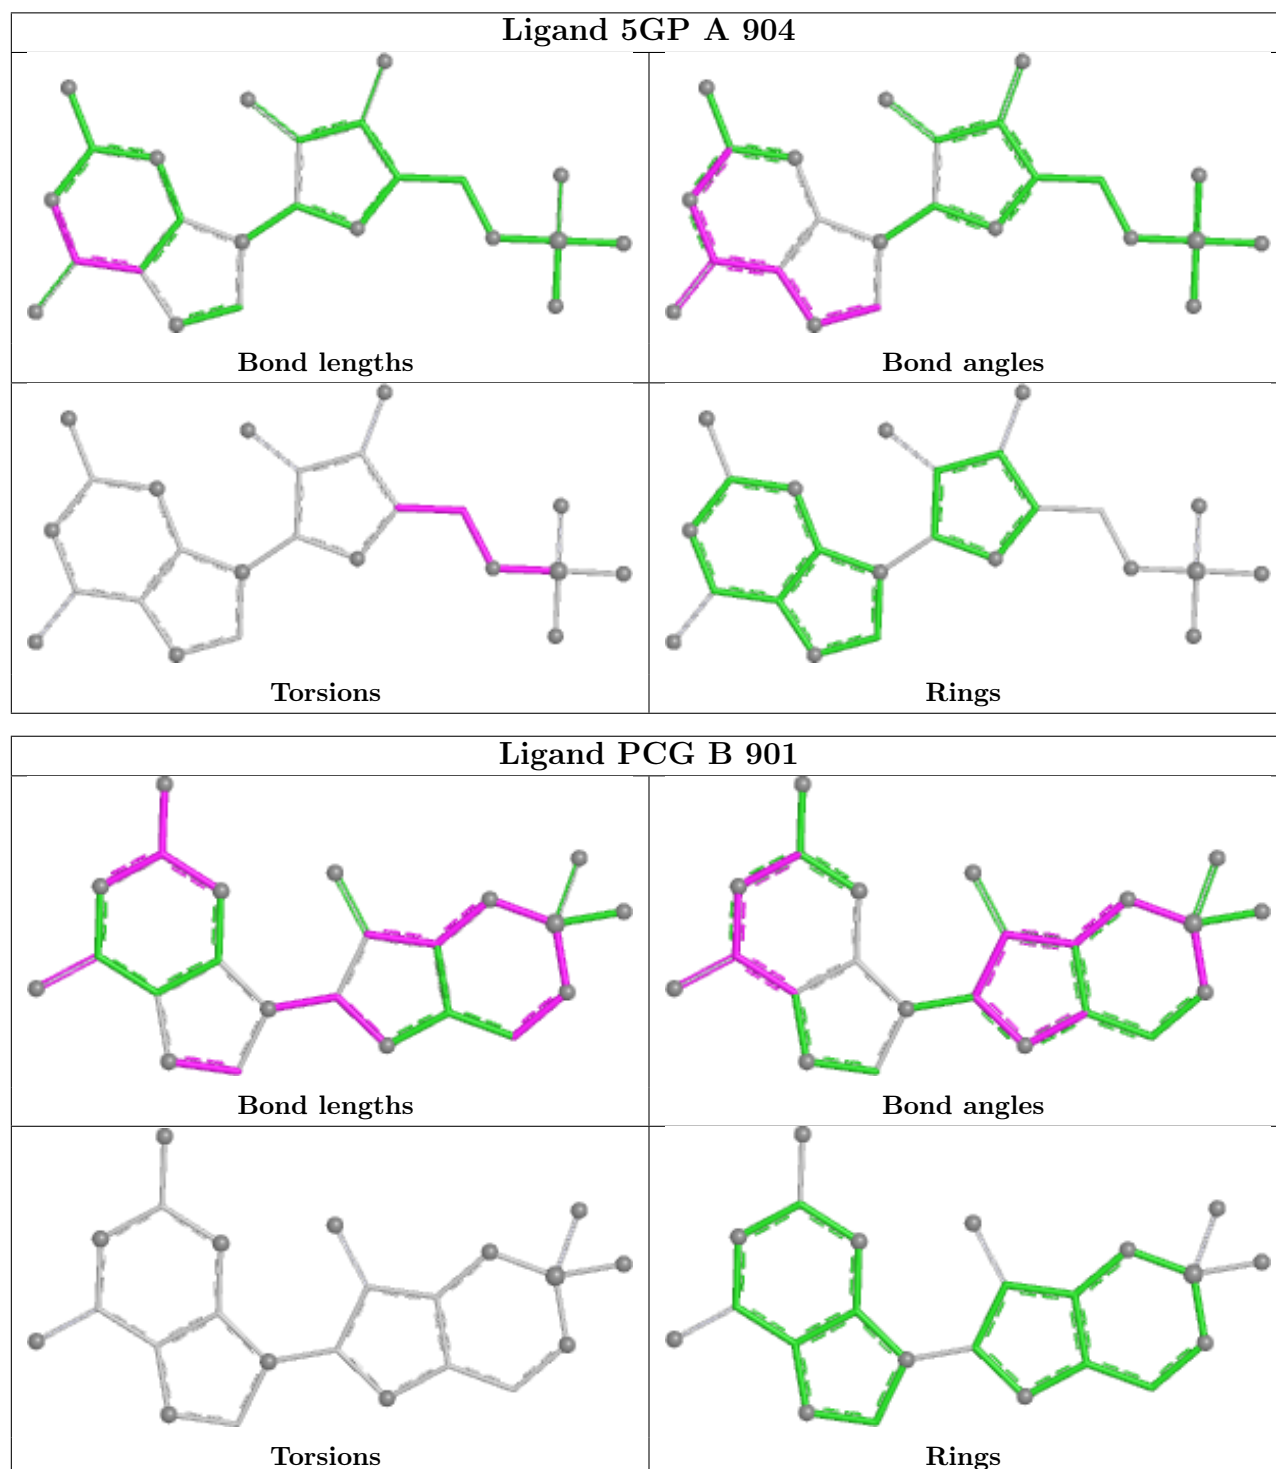 Ligand 5GP A 904
Bond lengths
Bond angles
Torsions
Rings
Ligand PCG B 901
Bond lengths
Bond angles
Torsions
Rings